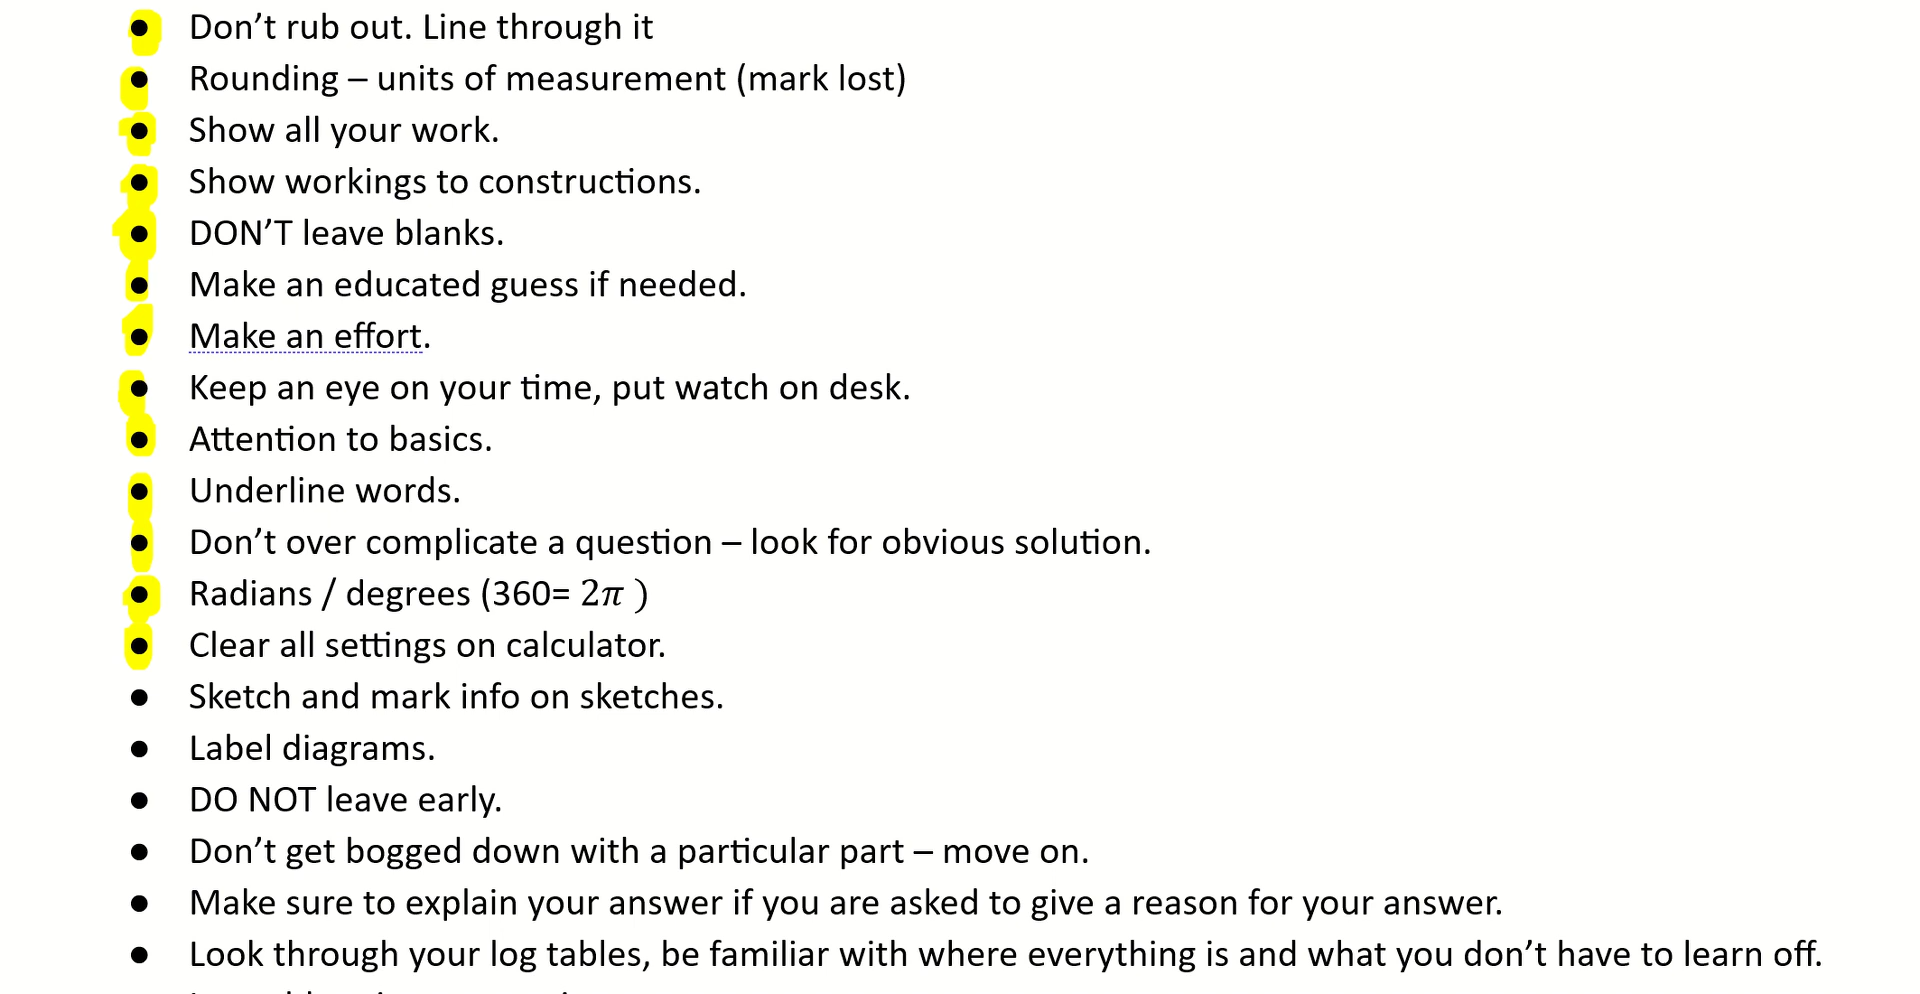 ● Don’t rub out. Line through it
● Rounding – units of measurement (mark lost)
● Show all your work.
● Show workings to constructions.
● DON’T leave blanks.
● Make an educated guess if needed.
● Make an effort.
● Keep an eye on your time, put watch on desk.
● Attention to basics.
● Underline words.
● Don’t over complicate a question – look for obvious solution.
● Radians / degrees (360= 2π )
● Clear all settings on calculator.
● Sketch and mark info on sketches.
● Label diagrams.
● DO NOT leave early.
● Don’t get bogged down with a particular part – move on.
● Make sure to explain your answer if you are asked to give a reason for your answer.
● Look through your log tables, be familiar with where everything is and what you don’t have to learn off.